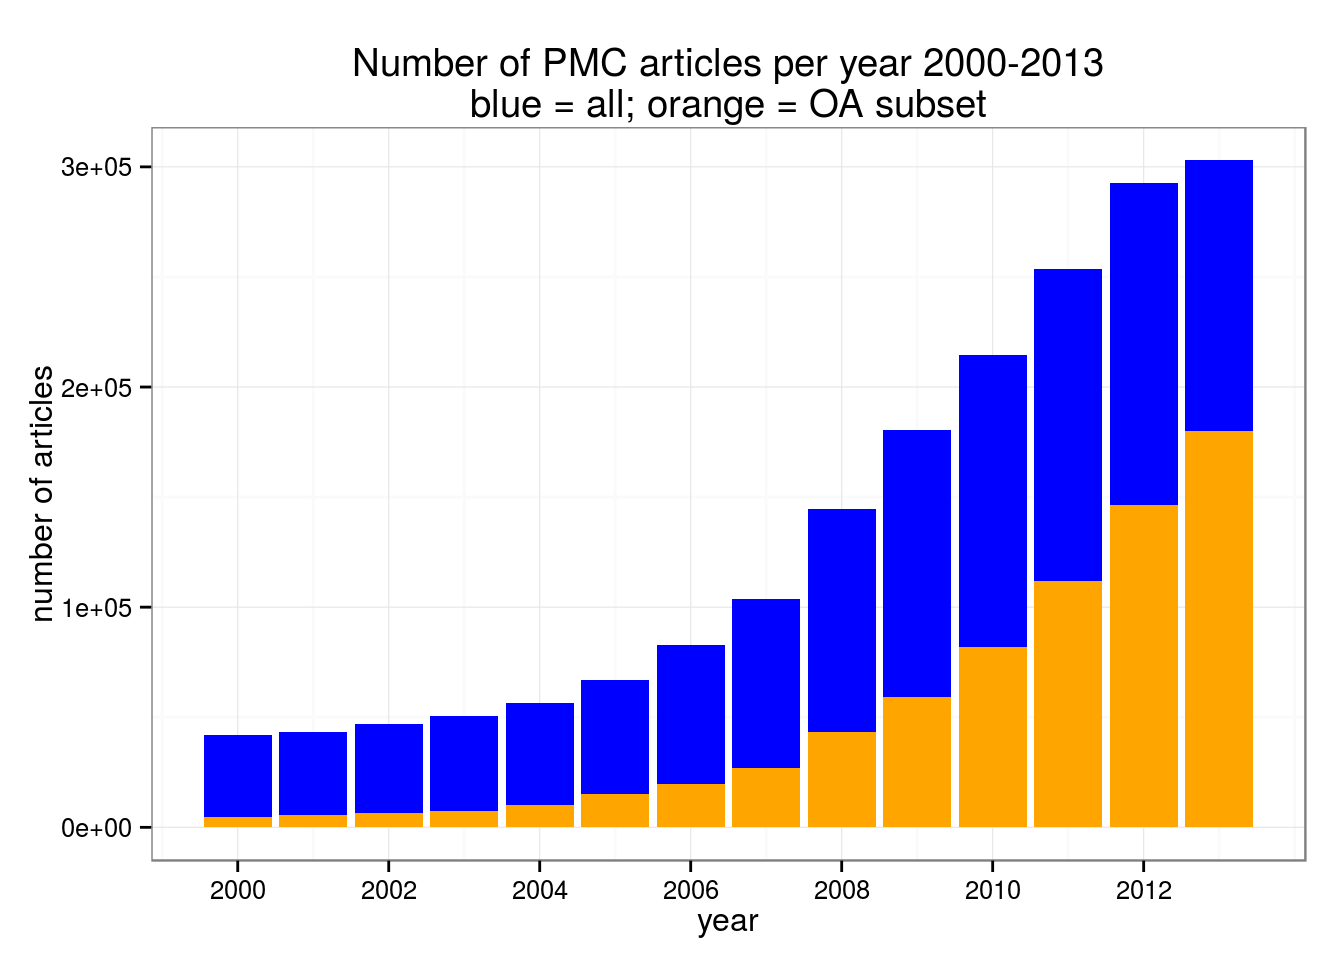 Number of PMC articles per year 2000-2013
blue = all; orange = OA subset
number of articles
3e+05
2e+05
1e+05
0e+00
2000 2002 2004 2006 2008 2010 2012
year